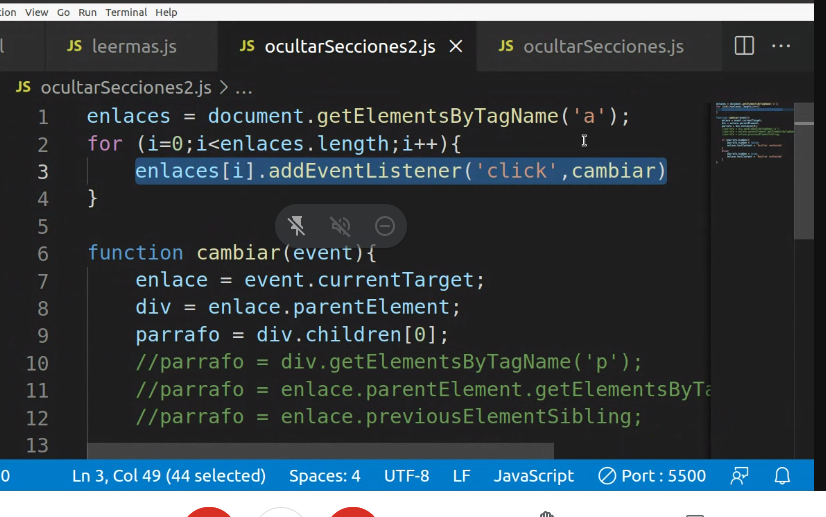 tion View Go Run Terminal Help
l JS leermas.js JS ocultarSecciones2.js × JS ocultarSecciones.js ...
JS ocultarSecciones2.js > ...
1 enlaces = document.getElementsByTagName('a');
2 for (i=0;i<enlaces.length;i++){
3 enlaces[i].addEventListener('click',cambiar)
4 }
5
6 function cambiar(event){
7 enlace = event.currentTarget;
8 div = enlace.parentElement;
9 parrafo = div.children[0];
10 //parrafo = div.getElementsByTagName('p');
11 //parrafo = enlace.parentElement.getElementsByTa
12 //parrafo = enlace.previousElementSibling;
13
0 Ln 3, Col 49 (44 selected) Spaces: 4 UTF-8 LF JavaScript Port : 5500